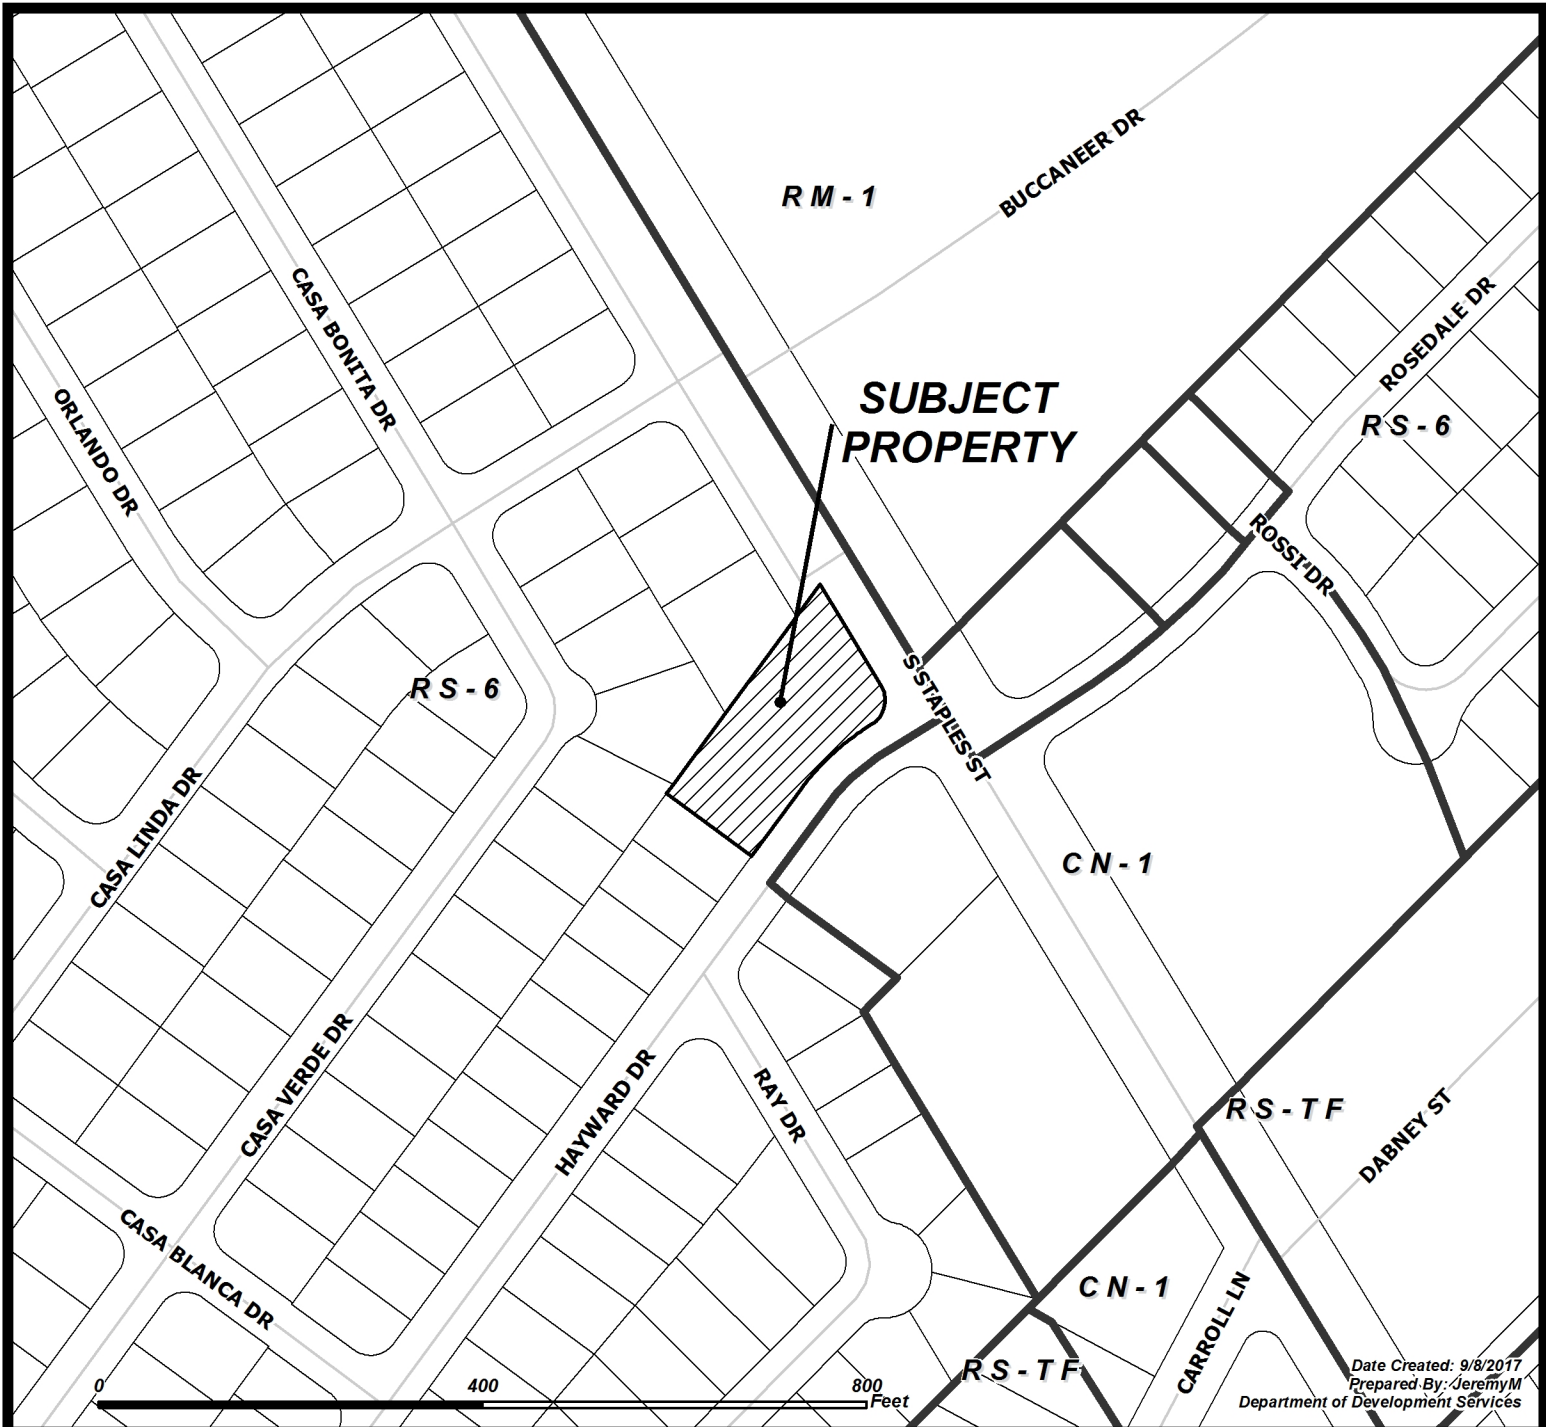 BUCCANEER DR
RM-1
CASA BONITA DR
ROSEDALE DR
SUBJECT
PROPERTY
ORLANDO DR
RS-6
ROSSI DR
RS-6
S STAPLES ST
CASA LINDA DR
CN-1
CASA VERDE DR
HAYWARD DR
RAY DR
RS-TF
DABNEY ST
CASA BLANCA DR
CN-1
CARROLL LN
RS-TF
0 400 800
Feet
Date Created: 9/8/2017
Prepared By: JeremyM
Department of Development Services